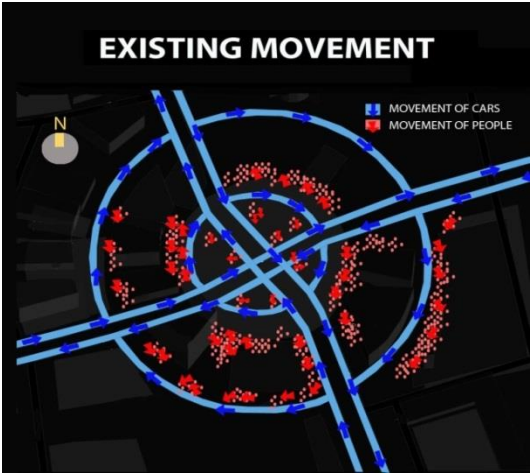 EXISTING MOVEMENT
N
MOVEMENT OF CARS
MOVEMENT OF PEOPLE